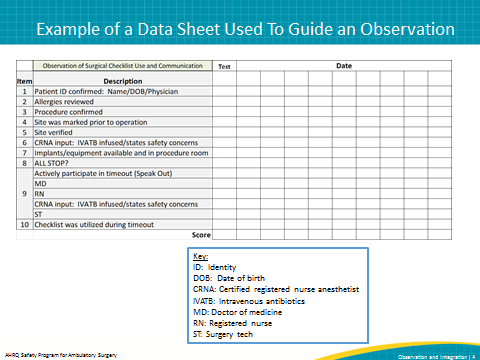 Example of a Data Sheet Used To Guide an Observation
Observation of Surgical Checklist Use and Communication Test Date
Item Description
1 Patient ID confirmed: Name/DOB/Physician
2 Allergies reviewed
3 Procedure confirmed
4 Site was marked prior to operation
5 Site verified
6 CRNA input: IVATB infused/states safety concerns
7 Implants/equipment available and in procedure room
8 ALL STOP?
Actively participate in timeout (Speak Out)
MD
9 RN
CRNA input: IVATB infused/states safety concerns
ST
10 Checklist was utilized during timeout
Score
Key:
ID: Identity
DOB: Date of birth
CRNA: Certified registered nurse anesthetist
IVATB: Intravenous antibiotics
MD: Doctor of medicine
RN: Registered nurse
ST: Surgery tech
AHRQ Safety Program for Ambulatory Surgery
Observation and Integration | 4